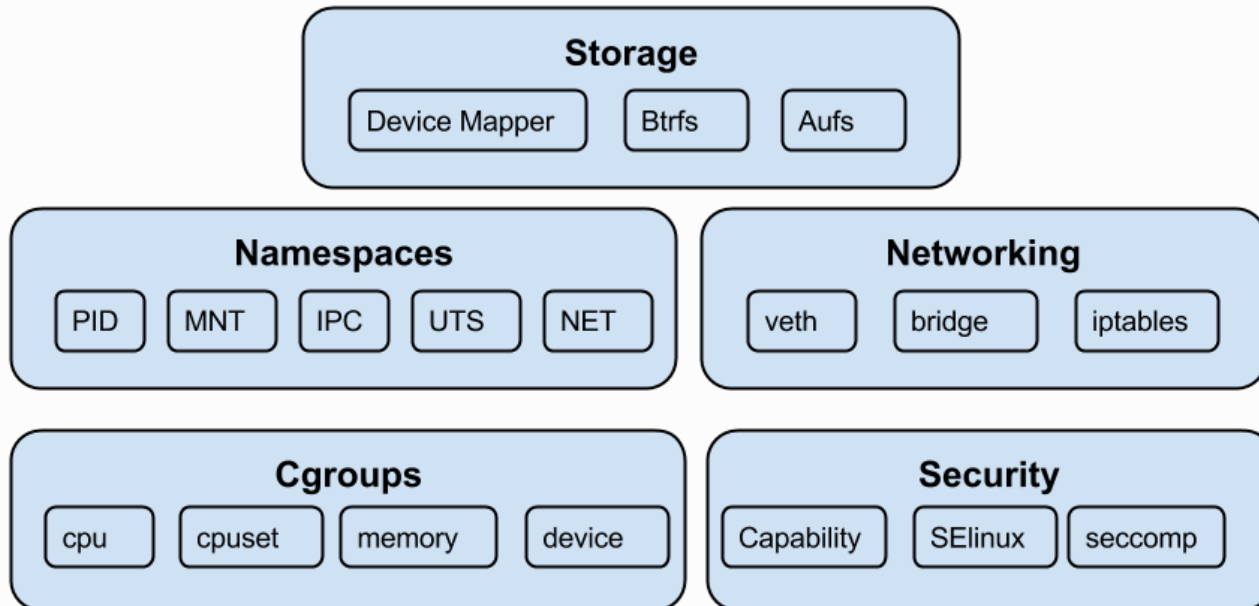 Storage
Device Mapper Btrfs Aufs
Namespaces
PID MNT IPC UTS NET
Networking
veth bridge iptables
Cgroups
cpu cpuset memory device
Security
Capability SElinux seccomp